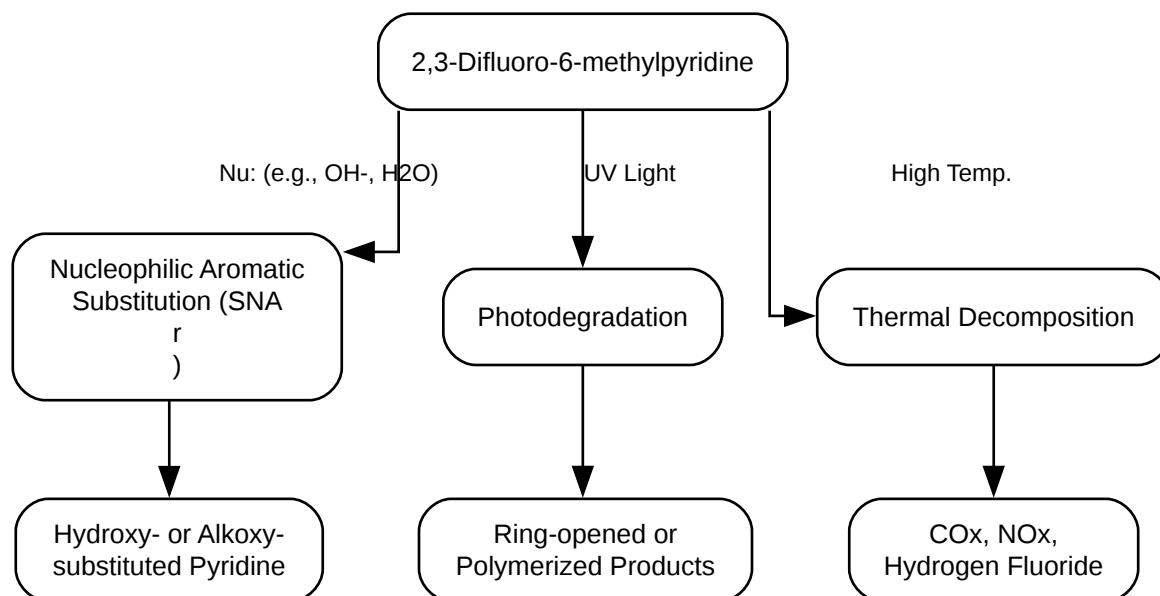 2,3-Difluoro-6-methylpyridine
Nu: (e.g., OH-, H2O)
UV Light
High Temp.
Nucleophilic Aromatic
Substitution (SNA
r
)
Photodegradation
Thermal Decomposition
Hydroxy- or Alkoxy-
substituted Pyridine
Ring-opened or
Polymerized Products
COx, NOx,
Hydrogen Fluoride